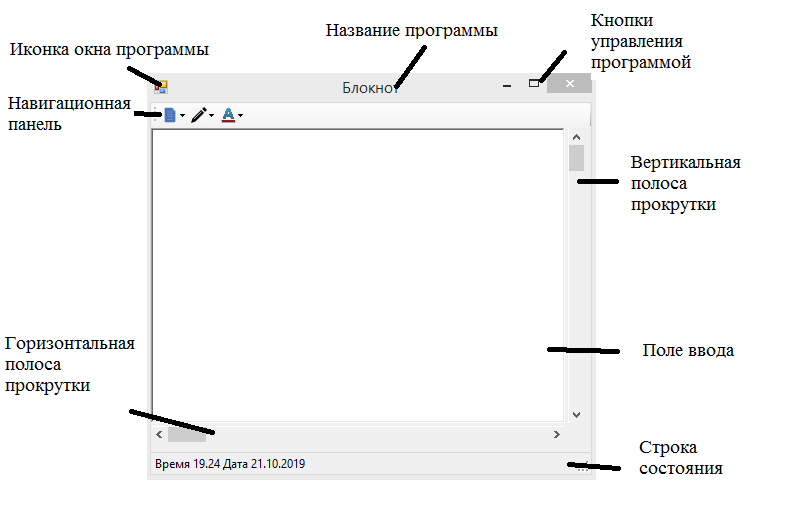 Название программы
Кнопки
управления
программой
Иконка окна программы
Блокнот
Навигационная
панель
А
Вертикальная
полоса
прокрутки
Горизонтальная
полоса
прокрутки
Поле ввода
Строка
состояния
Время 19.24 Дата 21.10.2019